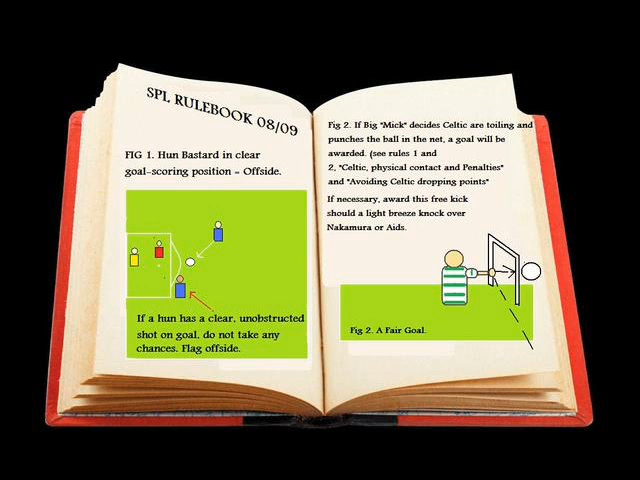 SPL RULEBOOK 08/09
FIG 1. Hun Bastard in clear
goal-scoring position = Offside.
If a hun has a clear, unobstructed
shot on goal, do not take any
chances. Flag offside.
Fig 2. If Big "Mick" decides Celtic are toiling and
punches the ball in the net, a goal will be
awarded. (see rules 1 and
2, "Celtic, physical contact and Penalties"
and "Avoiding Celtic dropping points"
If necessary, award this free kick
should a light breeze knock over
Nakamura or Aids.
Fig 2. A Fair Goal.